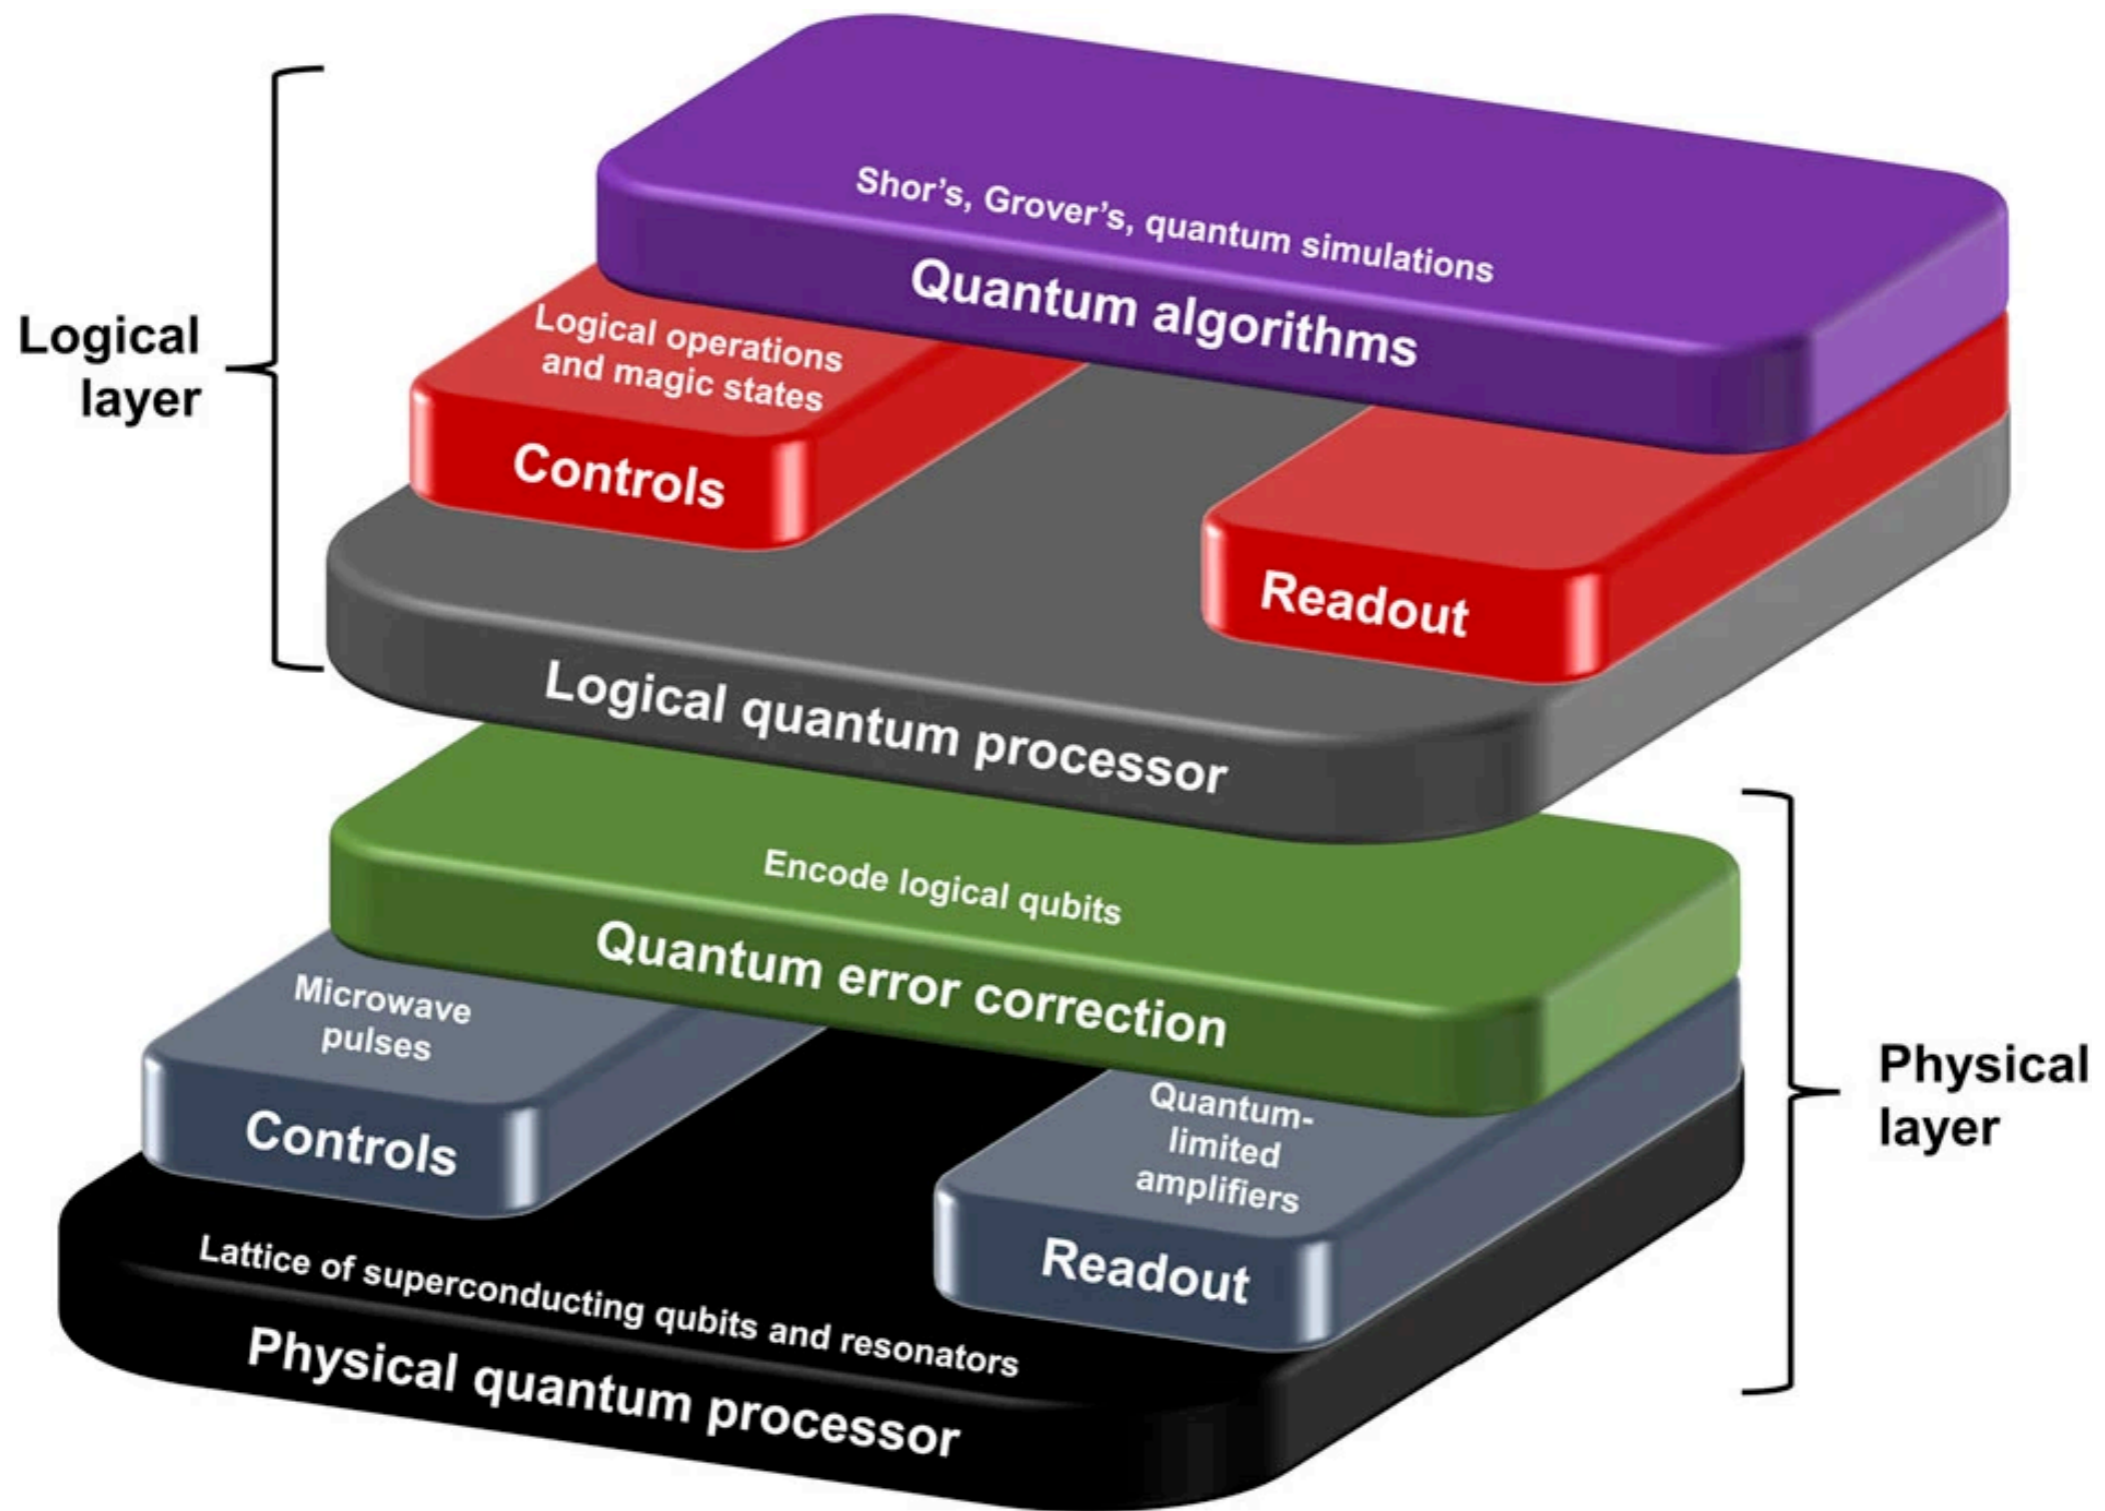 Shor's, Grover's, quantum simulations
Quantum algorithms
Logical
layer
Logical operations
and magic states
Controls
Readout
Logical quantum processor
Encode logical qubits
Quantum error correction
Physical
layer
Microwave
pulses
Controls
Quantum-
limited
amplifiers
Readout
Lattice of superconducting qubits and resonators
Physical quantum processor